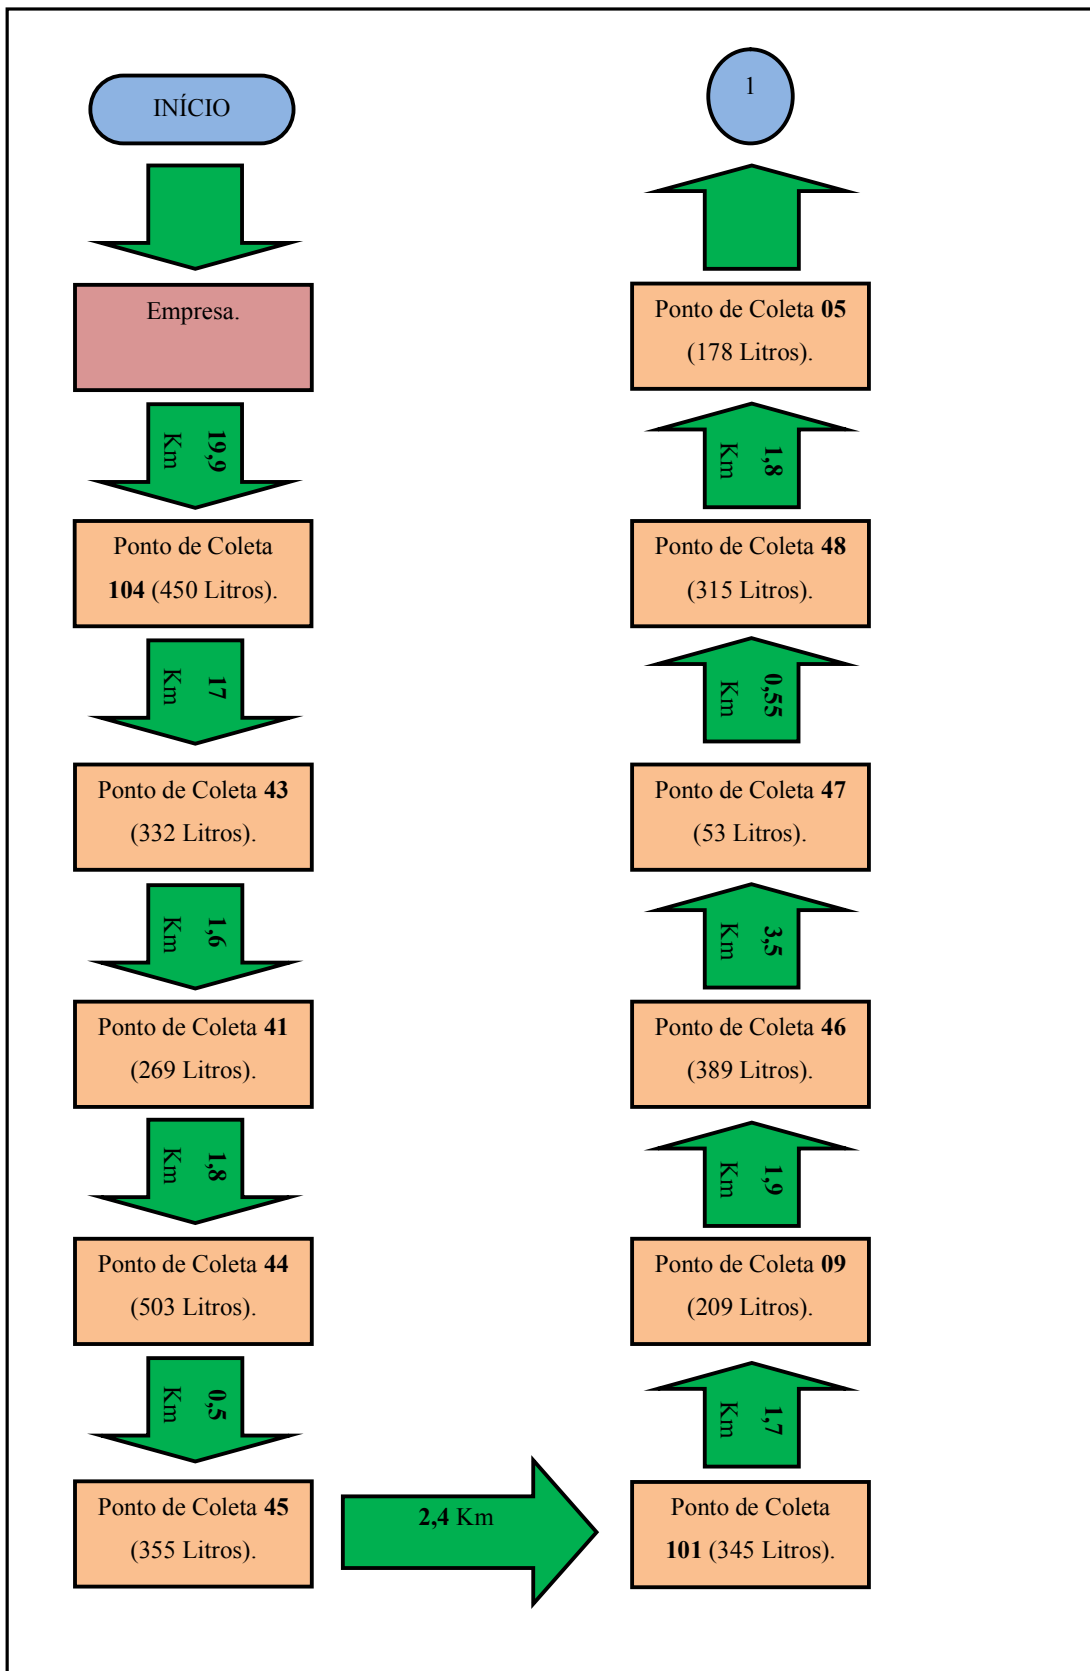 INÍCIO
Empresa.
19,9
Km
Ponto de Coleta
104 (450 Litros).
17
Km
Ponto de Coleta 43
(332 Litros).
1,6
Km
Ponto de Coleta 41
(269 Litros).
1,8
Km
Ponto de Coleta 44
(503 Litros).
0,5
Km
Ponto de Coleta 45
(355 Litros).
2,4 Km
Ponto de Coleta
101 (345 Litros).
1,7
Km
Ponto de Coleta 09
(209 Litros).
1,9
Km
Ponto de Coleta 46
(389 Litros).
3,5
Km
Ponto de Coleta 47
(53 Litros).
0,55
Km
Ponto de Coleta 48
(315 Litros).
1,8
Km
Ponto de Coleta 05
(178 Litros).
1